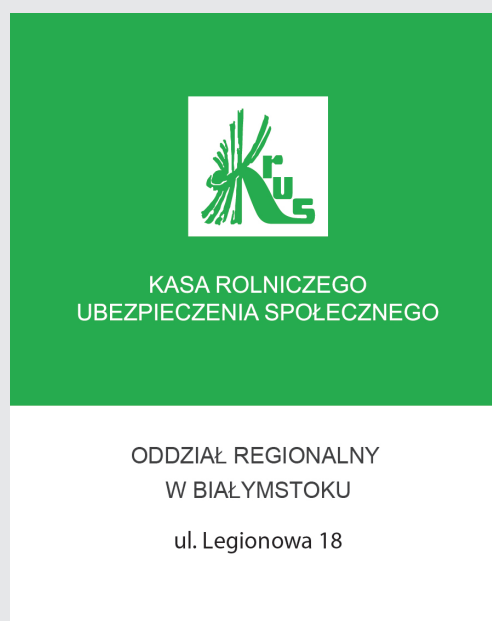 Krus
KASA ROLNICZEGO
UBEZPIECZENIA SPOŁECZNEGO
ODDZIAŁ REGIONALNY
W BIAŁYMSTOKU
ul. Legionowa 18